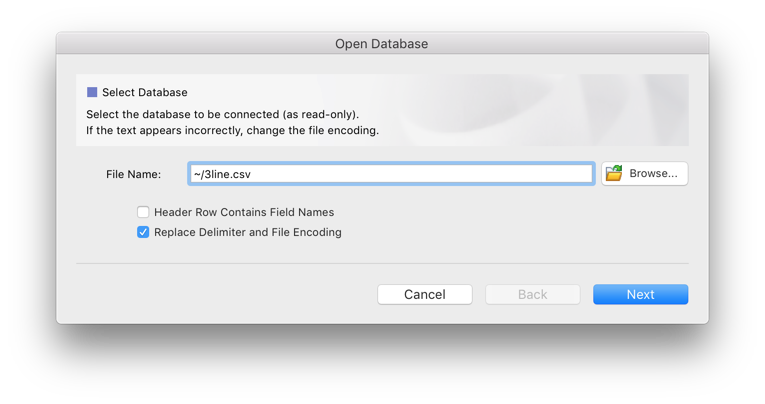 Open Database
Select Database
Select the database to be connected (as read-only).
If the text appears incorrectly, change the file encoding.
File Name:
~/3line.csv
Browse...
Header Row Contains Field Names
Replace Delimiter and File Encoding
Cancel
Back
Next